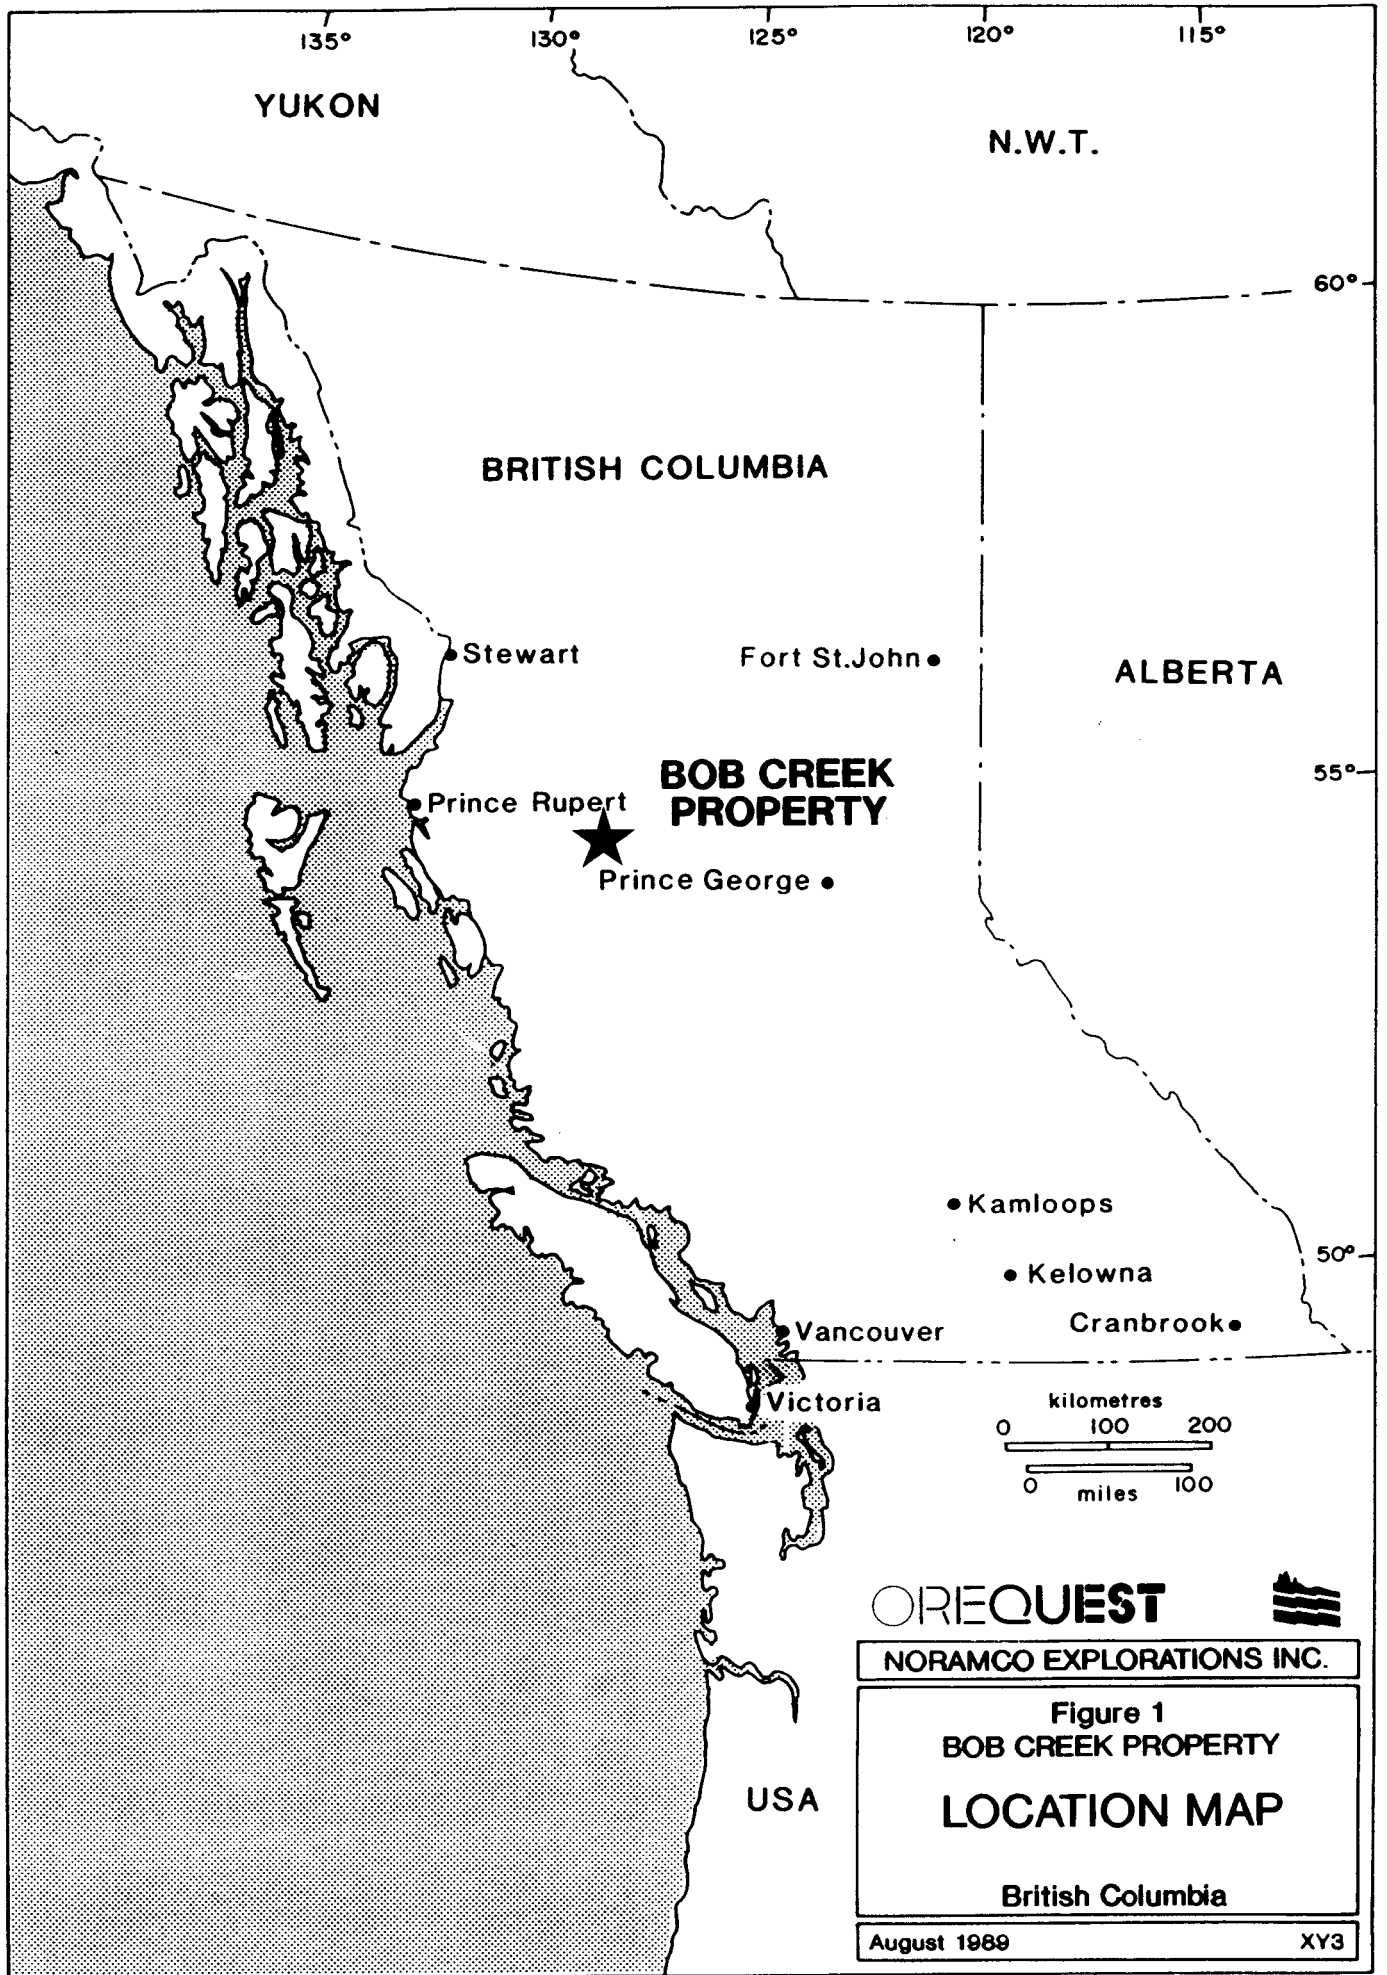 135° 130° 125° 120° 115°
YUKON
N.W.T.
60°
BRITISH COLUMBIA
Stewart
Fort St.John
ALBERTA
BOB CREEK
PROPERTY
55°
Prince Rupert
Prince George
Kamloops
50°
Kelowna
Cranbrook
Vancouver
Victoria
kilometres
0 100 200
0 miles 100
OREQUEST
NORAMCO EXPLORATIONS INC.
Figure 1
BOB CREEK PROPERTY
LOCATION MAP
British Columbia
USA
August 1989 XY3